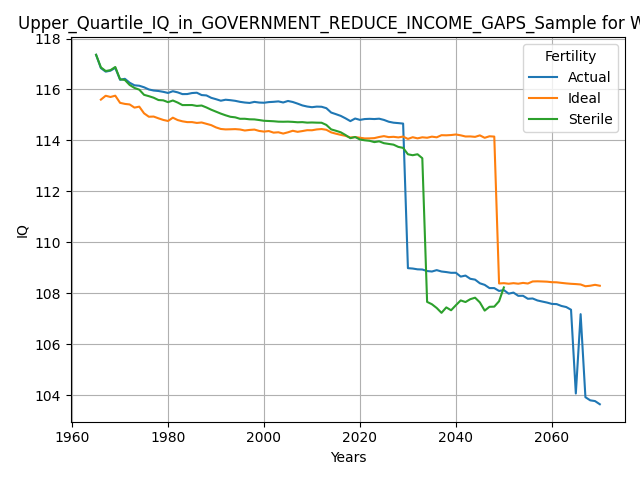 Upper_Quartile_IQ_in_GOVERNMENT_REDUCE_INCOME_GAPS_Sample for W
118
116
114
112
110
108
106
104
IQ
Fertility
Actual
Ideal
Sterile
1960
1980
2000
2020
2040
2060
Years